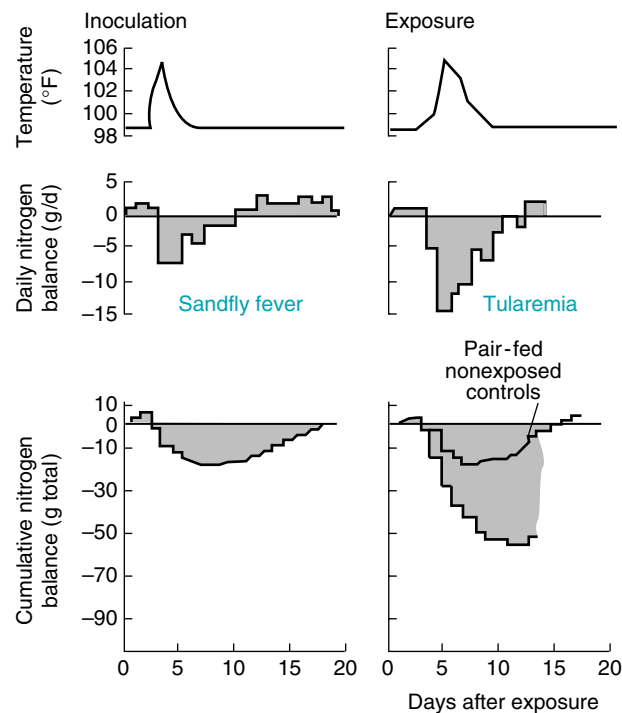 Inoculation
Exposure
Temperature
(°F)
106
104
102
100
98
Daily nitrogen
balance (g/d)
5
0
−5
−10
−15
Sandfly fever
Tularemia
Pair-fed
nonexposed
controls
Cumulative nitrogen
balance (g total)
10
0
−10
−30
−50
−70
−90
0 5 10 15 20
0 5 10 15 20
Days after exposure